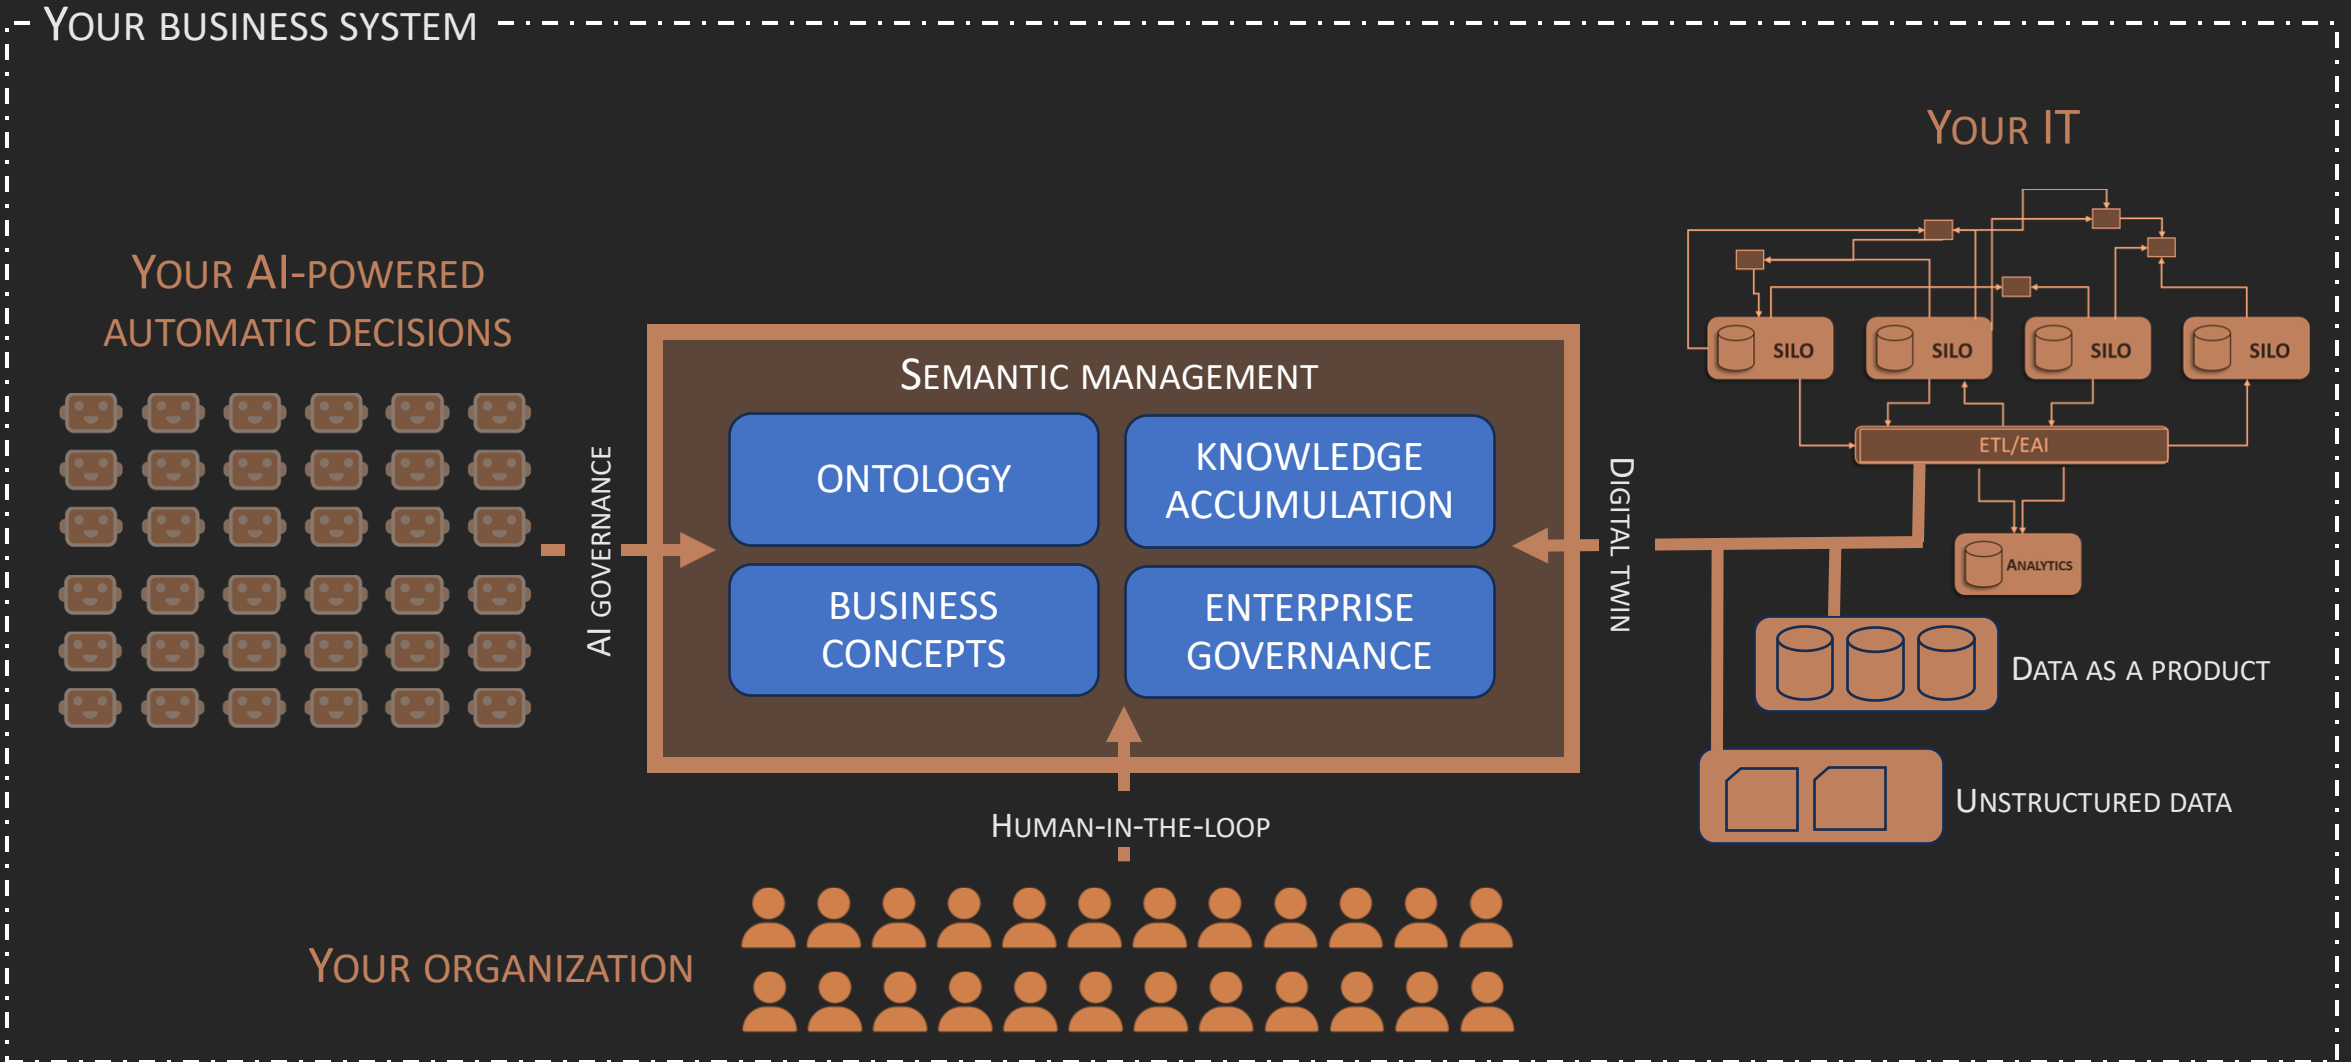 YOUR BUSINESS SYSTEM
YOUR IT
YOUR AI-POWERED
AUTOMATIC DECISIONS
SILO
SILO
SILO
SILO
ETL/EAI
ANALYTICS
DATA AS A PRODUCT
UNSTRUCTURED DATA
SEMANTIC MANAGEMENT
ONTOLOGY
KNOWLEDGE
ACCUMULATION
BUSINESS
CONCEPTS
ENTERPRISE
GOVERNANCE
AI GOVERNANCE
DIGITAL TWIN
HUMAN-IN-THE-LOOP
YOUR ORGANIZATION